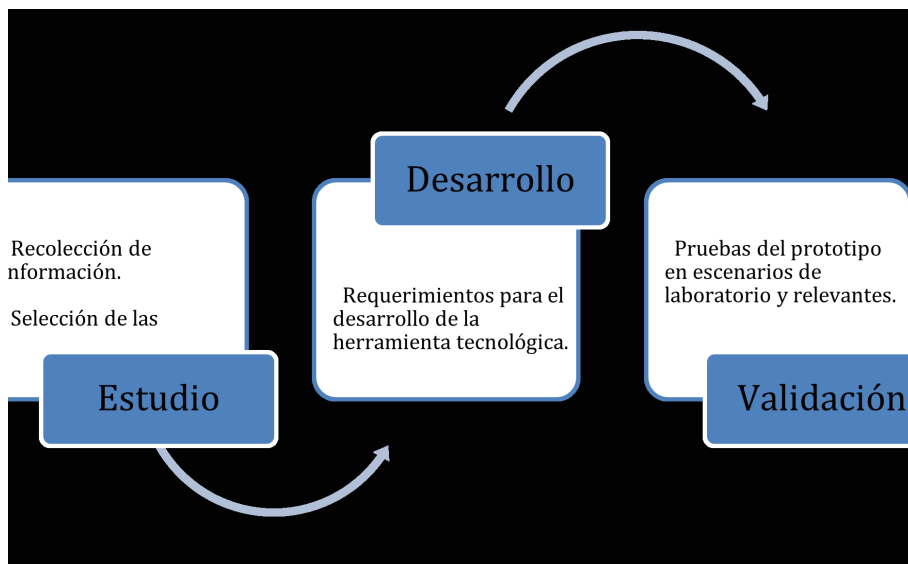 Recolección de
nformación.
Selección de las
Estudio
Desarrollo
Requerimientos para el
desarrollo de la
herramienta tecnológica.
Pruebas del prototipo
en escenarios de
laboratorio y relevantes.
Validación